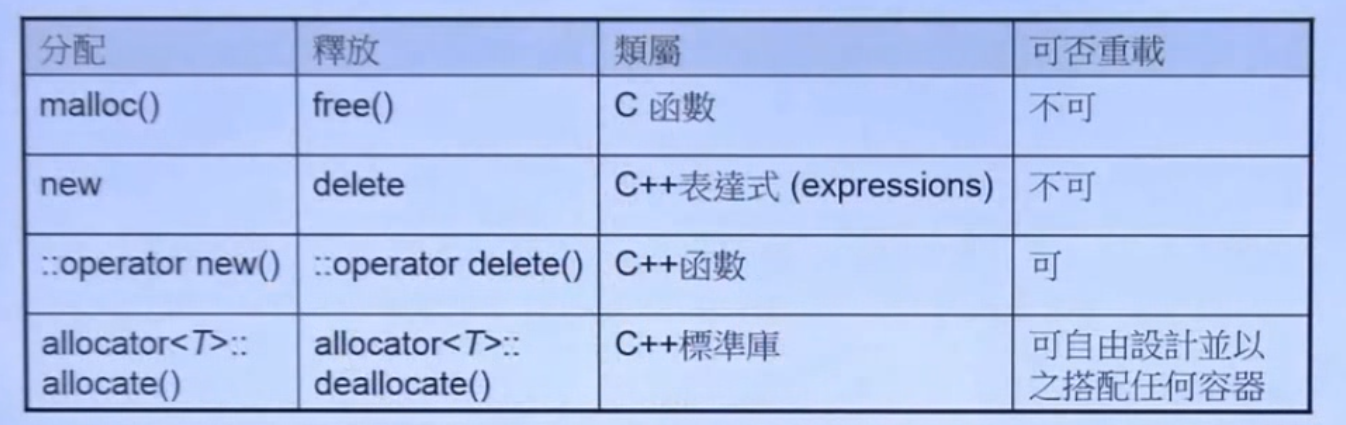 分配 釋放 類屬 可否重載
malloc() free() C 函數 不可
new delete C++表達式 (expressions) 不可
::operator new() ::operator delete() C++函數 可
allocator<T>:: allocator<T>:: C++標準庫 可自由設計並以
allocate() deallocate() 之搭配任何容器